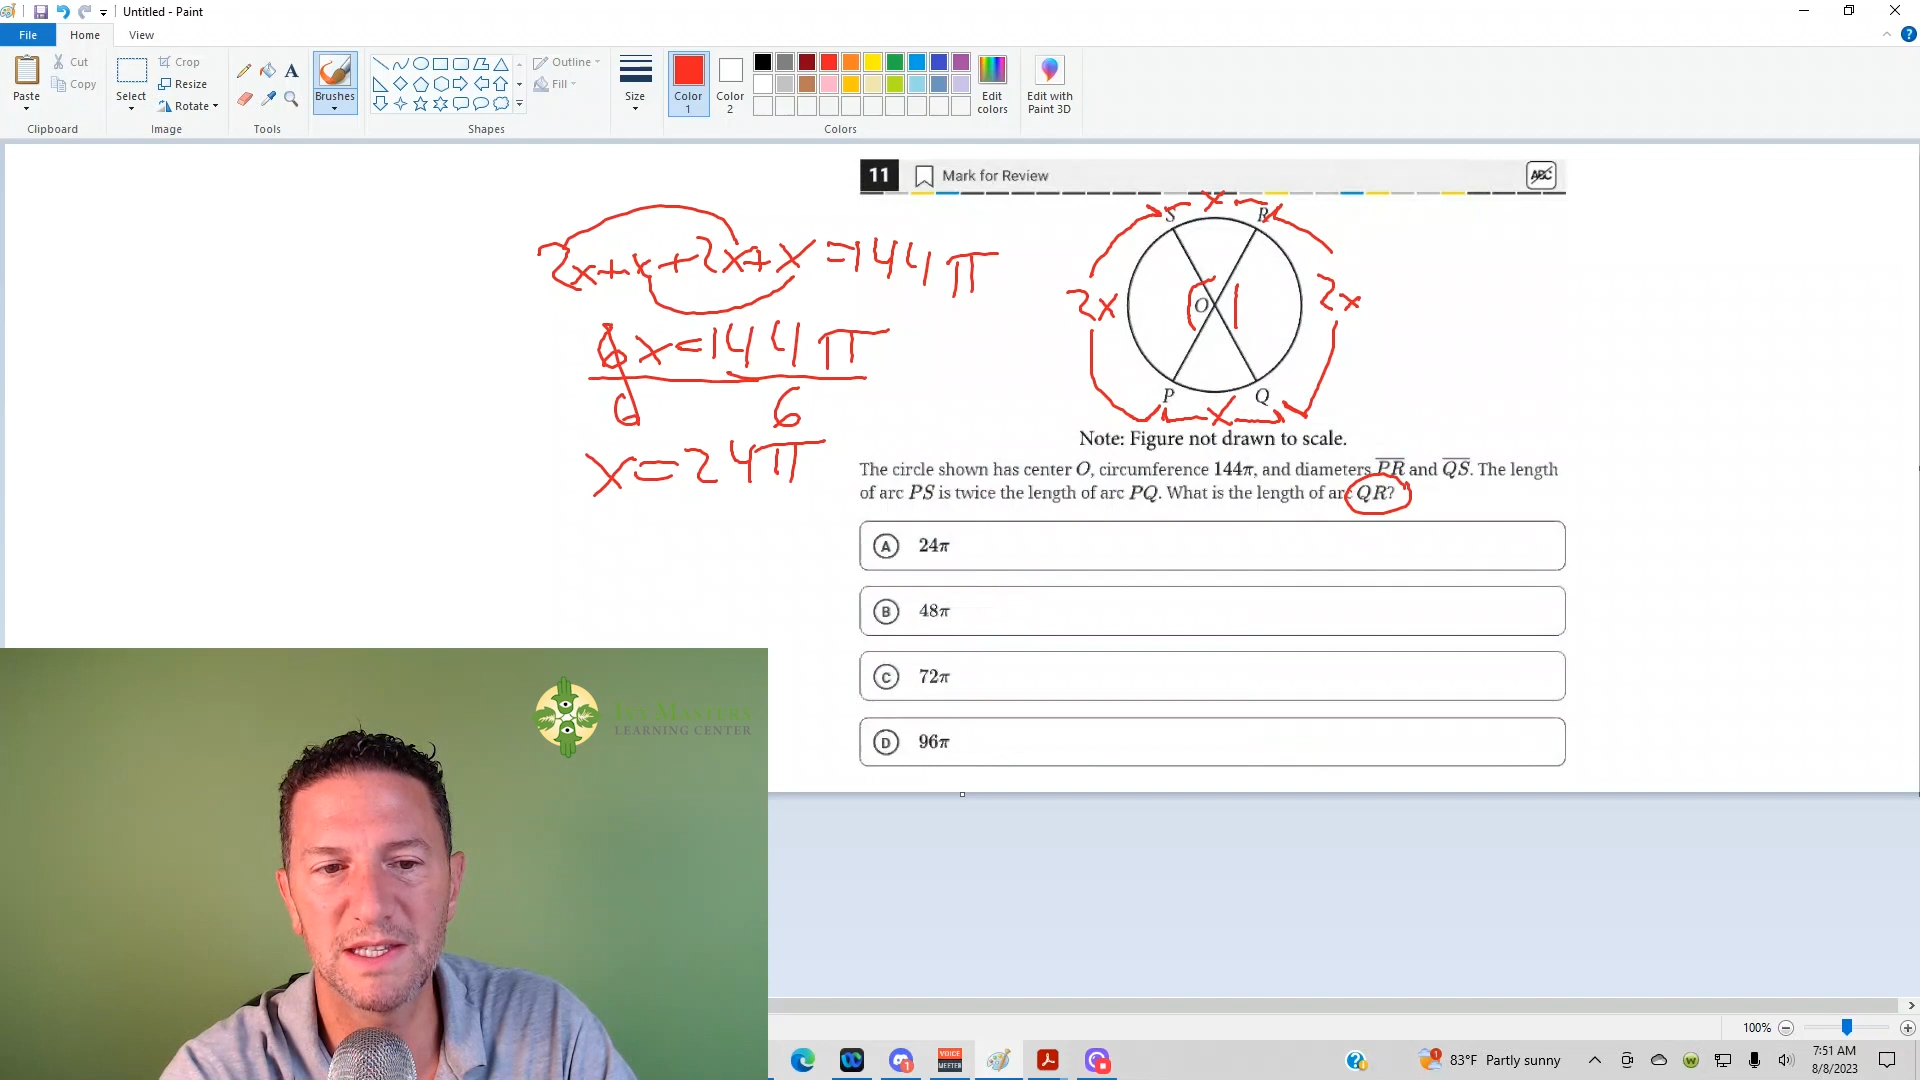 Untitled - Paint
File
Home
View
Paste
Cut
Copy
Clipboard
Select
Crop
Resize
Rotate
Image
A
Tools
Brushes
Shapes
Outline
Fill
Size
Color 1
Color 2
Colors
Edit colors
Edit with Paint 3D
11
Mark for Review
ABC
2x+x+2x+x=144π
6x=144π
6 6
x=24π
x
S R
2x O 2x
P Q
x
Note: Figure not drawn to scale.
The circle shown has center O, circumference 144π, and diameters PR and QS. The length
of arc PS is twice the length of arc PQ. What is the length of arc QR?
A 24π
B 48π
C 72π
D 96π
IVY MASTERS
LEARNING CENTER
100%
VOICE MEETER
83°F Partly sunny
7:51 AM
8/8/2023